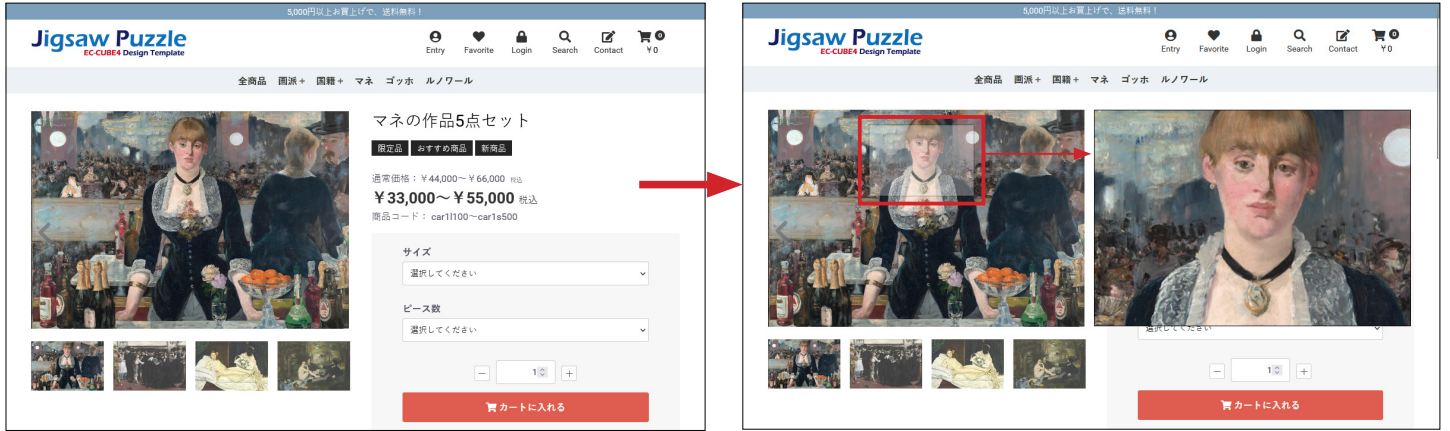 5,000円以上お買上げで、送料無料！
Jigsaw Puzzle
EC-CUBE4 Design Template
Entry Favorite Login Search Contact ￥0
0
全商品 画派+ 国籍+ マネ ゴッホ ルノワール
マネの作品5点セット
限定品 おすすめ商品 新商品
通常価格：￥44,000～￥66,000 税込
￥33,000～￥55,000 税込
商品コード： car1l100～car1s500
サイズ
選択してください
ピース数
選択してください
1
カートに入れる
5,000円以上お買上げで、送料無料！
Jigsaw Puzzle
EC-CUBE4 Design Template
Entry Favorite Login Search Contact ￥0
0
全商品 画派+ 国籍+ マネ ゴッホ ルノワール
選択してください
1
カートに入れる